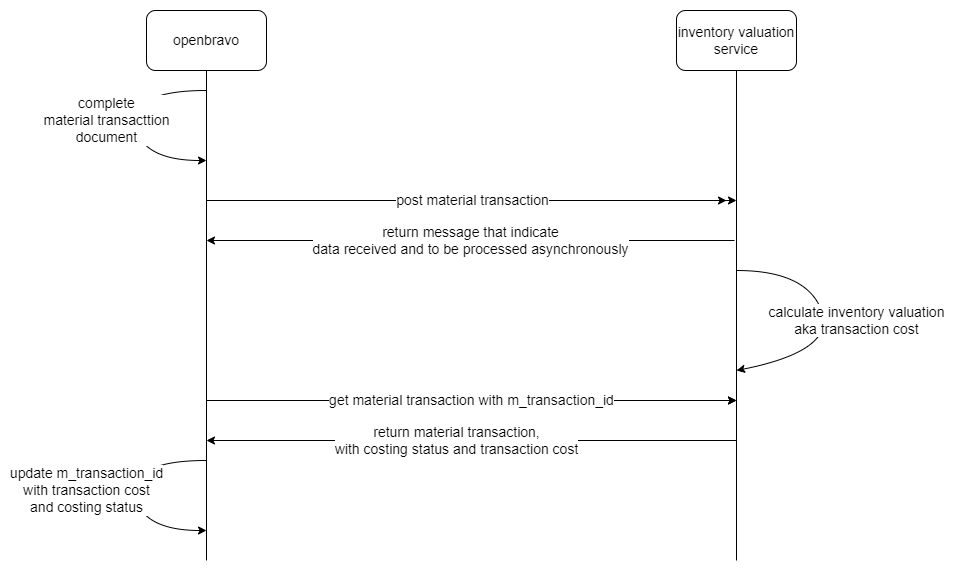 openbravo
inventory valuation
service
complete
material transacttion
document
post material transaction
return message that indicate
data received and to be processed asynchronously
calculate inventory valuation
aka transaction cost
get material transaction with m_transaction_id
return material transaction,
with costing status and transaction cost
update m_transaction_id
with transaction cost
and costing status